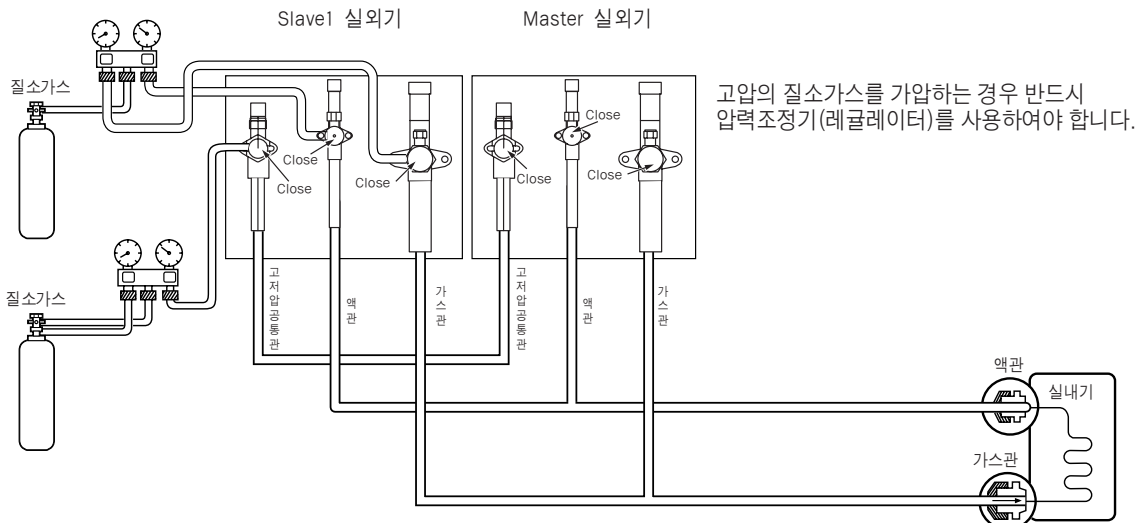 Slave1 실외기
Master 실외기
질소가스
고압의 질소가스를 가압하는 경우 반드시
압력조정기(레귤레이터)를 사용하여야 합니다.
Close
Close
Close
Close
Close
Close
질소가스
고저압공통관
액관
가스관
고저압공통관
액관
가스관
액관
실내기
가스관